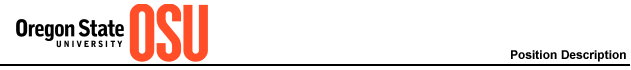 Oregon State
UNIVERSITY
OSU
Position Description